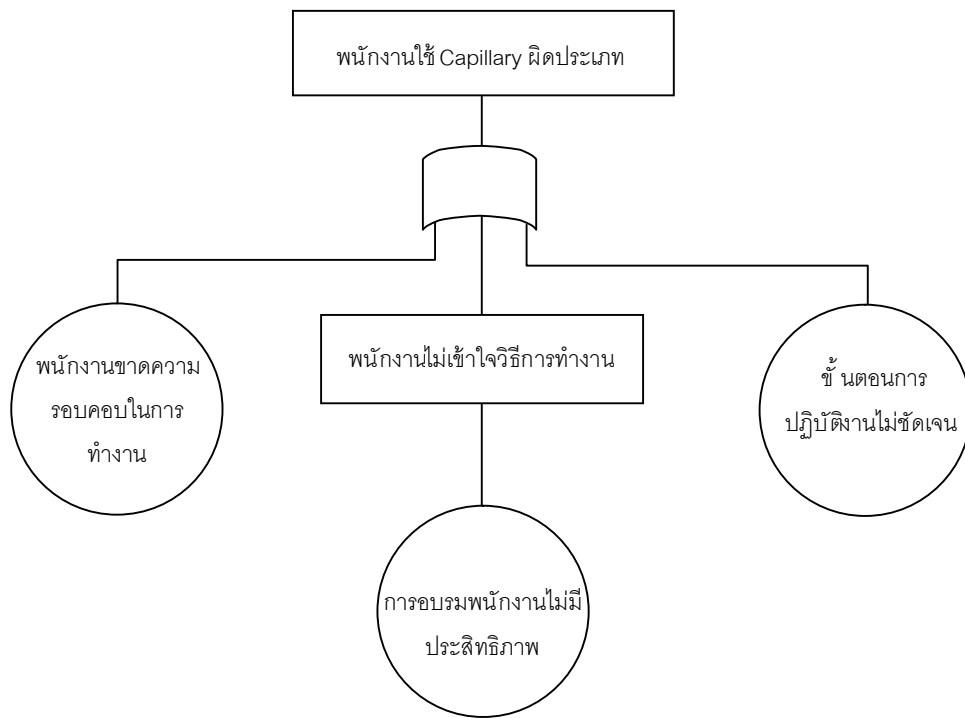 พนักงานใช้ Capillary ผิดประเภท
พนักงานขาดความ
รอบคอบในการ
ทำงาน
พนักงานไม่เข้าใจวิธีการทำงาน
ขั้นตอนการ
ปฏิบัติงานไม่ชัดเจน
การอบรมพนักงานไม่มี
ประสิทธิภาพ